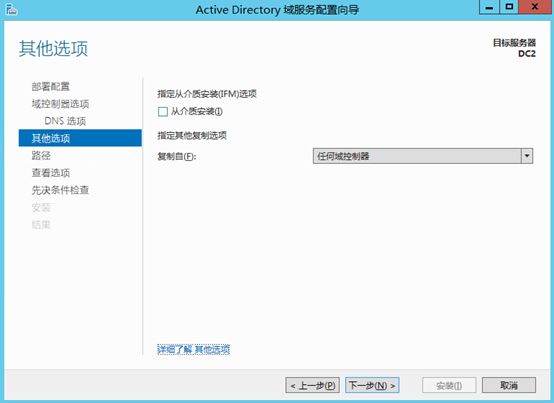 Active Directory 域服务配置向导
其他选项
目标服务器
DC2
部署配置
域控制器选项
DNS 选项
其他选项
路径
查看选项
先决条件检查
安装
结果
指定从介质安装(IFM)选项
从介质安装(I)
指定其他复制选项
复制自(F):
任何域控制器
详细了解 其他选项
< 上一步(P)
下一步(N) >
安装(I)
取消